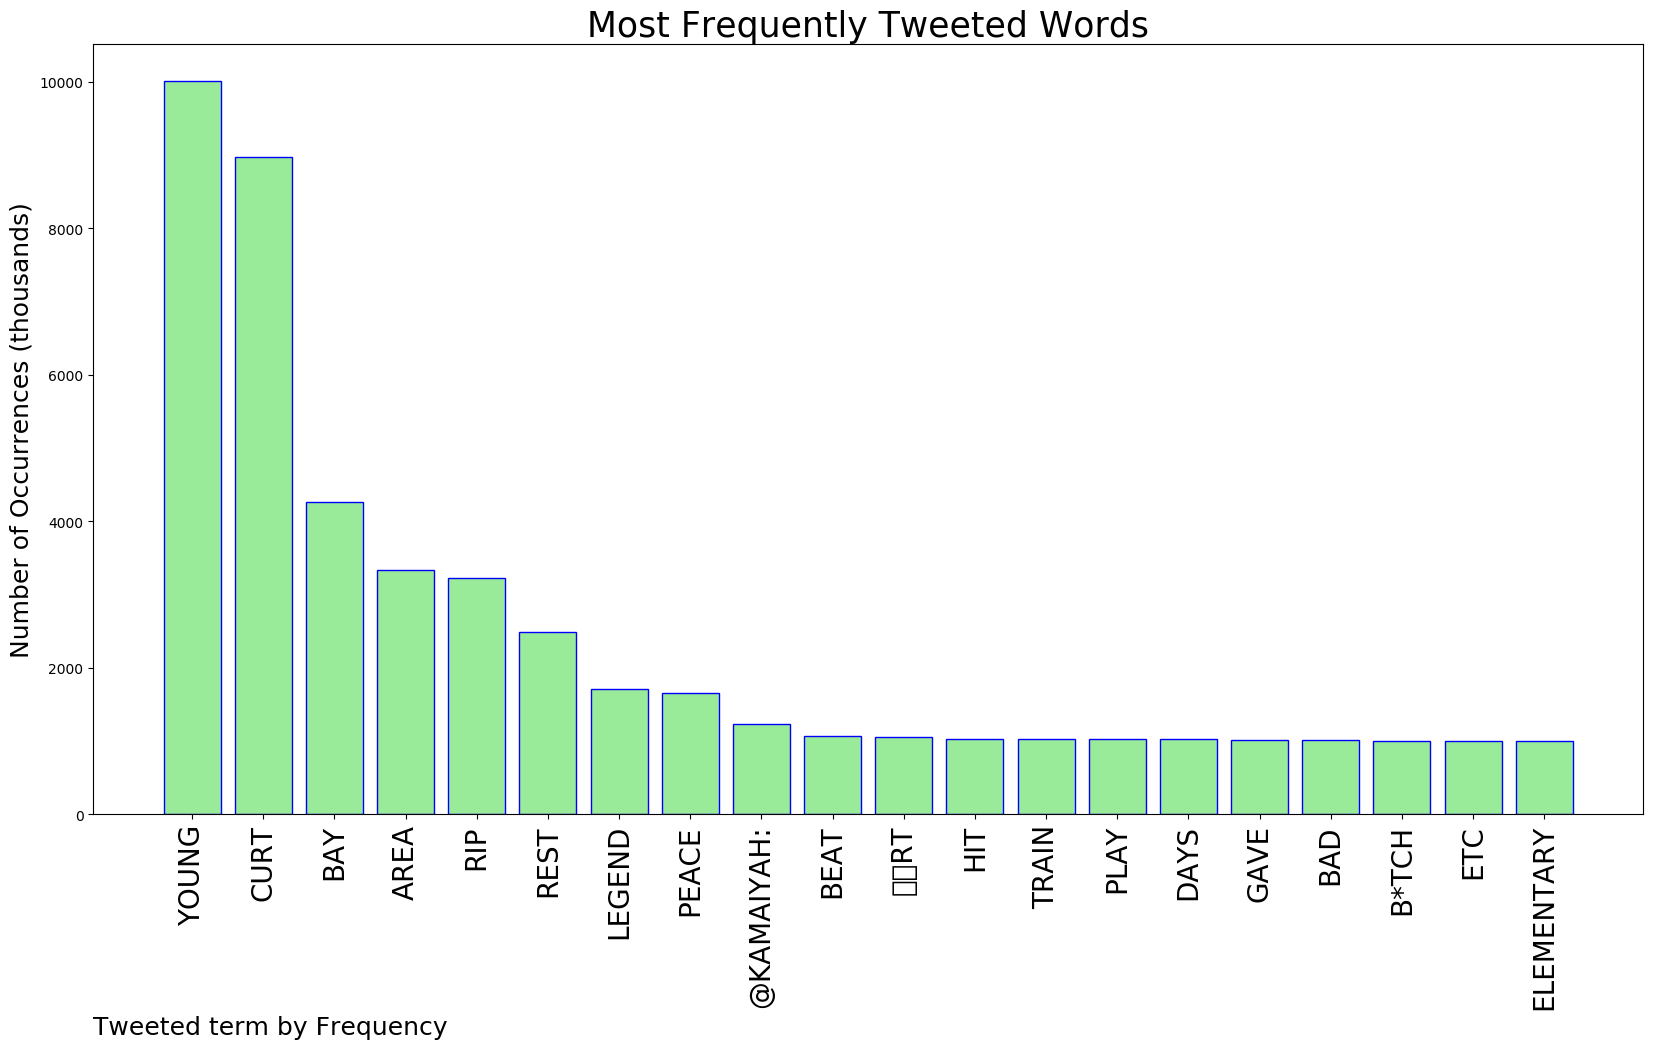 Most Frequently Tweeted Words
Number of Occurrences (thousands)
10000
8000
6000
4000
2000
0
YOUNG
CURT
BAY
AREA
RIP
REST
LEGEND
PEACE
@KAMAIYAH:
BEAT
▯▯RT
HIT
TRAIN
PLAY
DAYS
GAVE
BAD
B*TCH
ETC
ELEMENTARY
Tweeted term by Frequency